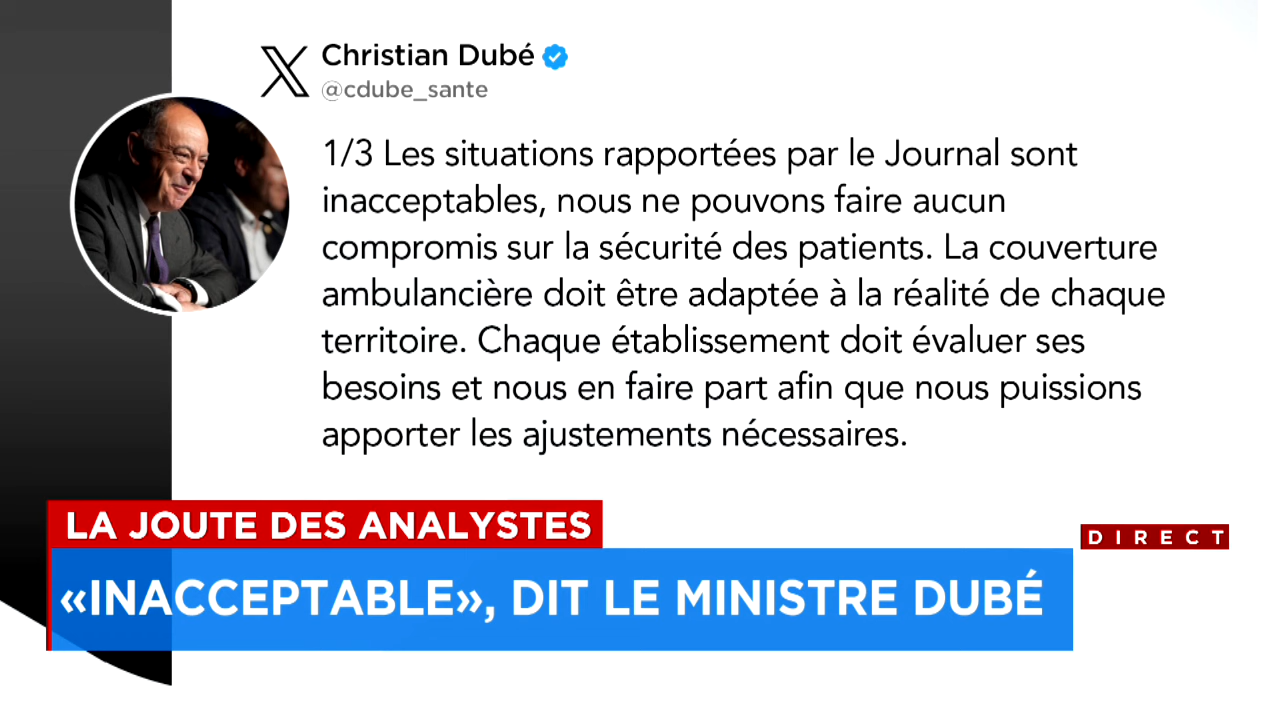 Christian Dubé
@cdube_sante
1/3 Les situations rapportées par le Journal sont
inacceptables, nous ne pouvons faire aucun
compromis sur la sécurité des patients. La couverture
ambulancière doit être adaptée à la réalité de chaque
territoire. Chaque établissement doit évaluer ses
besoins et nous en faire part afin que nous puissions
apporter les ajustements nécessaires.
LA JOUTE DES ANALYSTES
DIRECT
«INACCEPTABLE», DIT LE MINISTRE DUBÉ